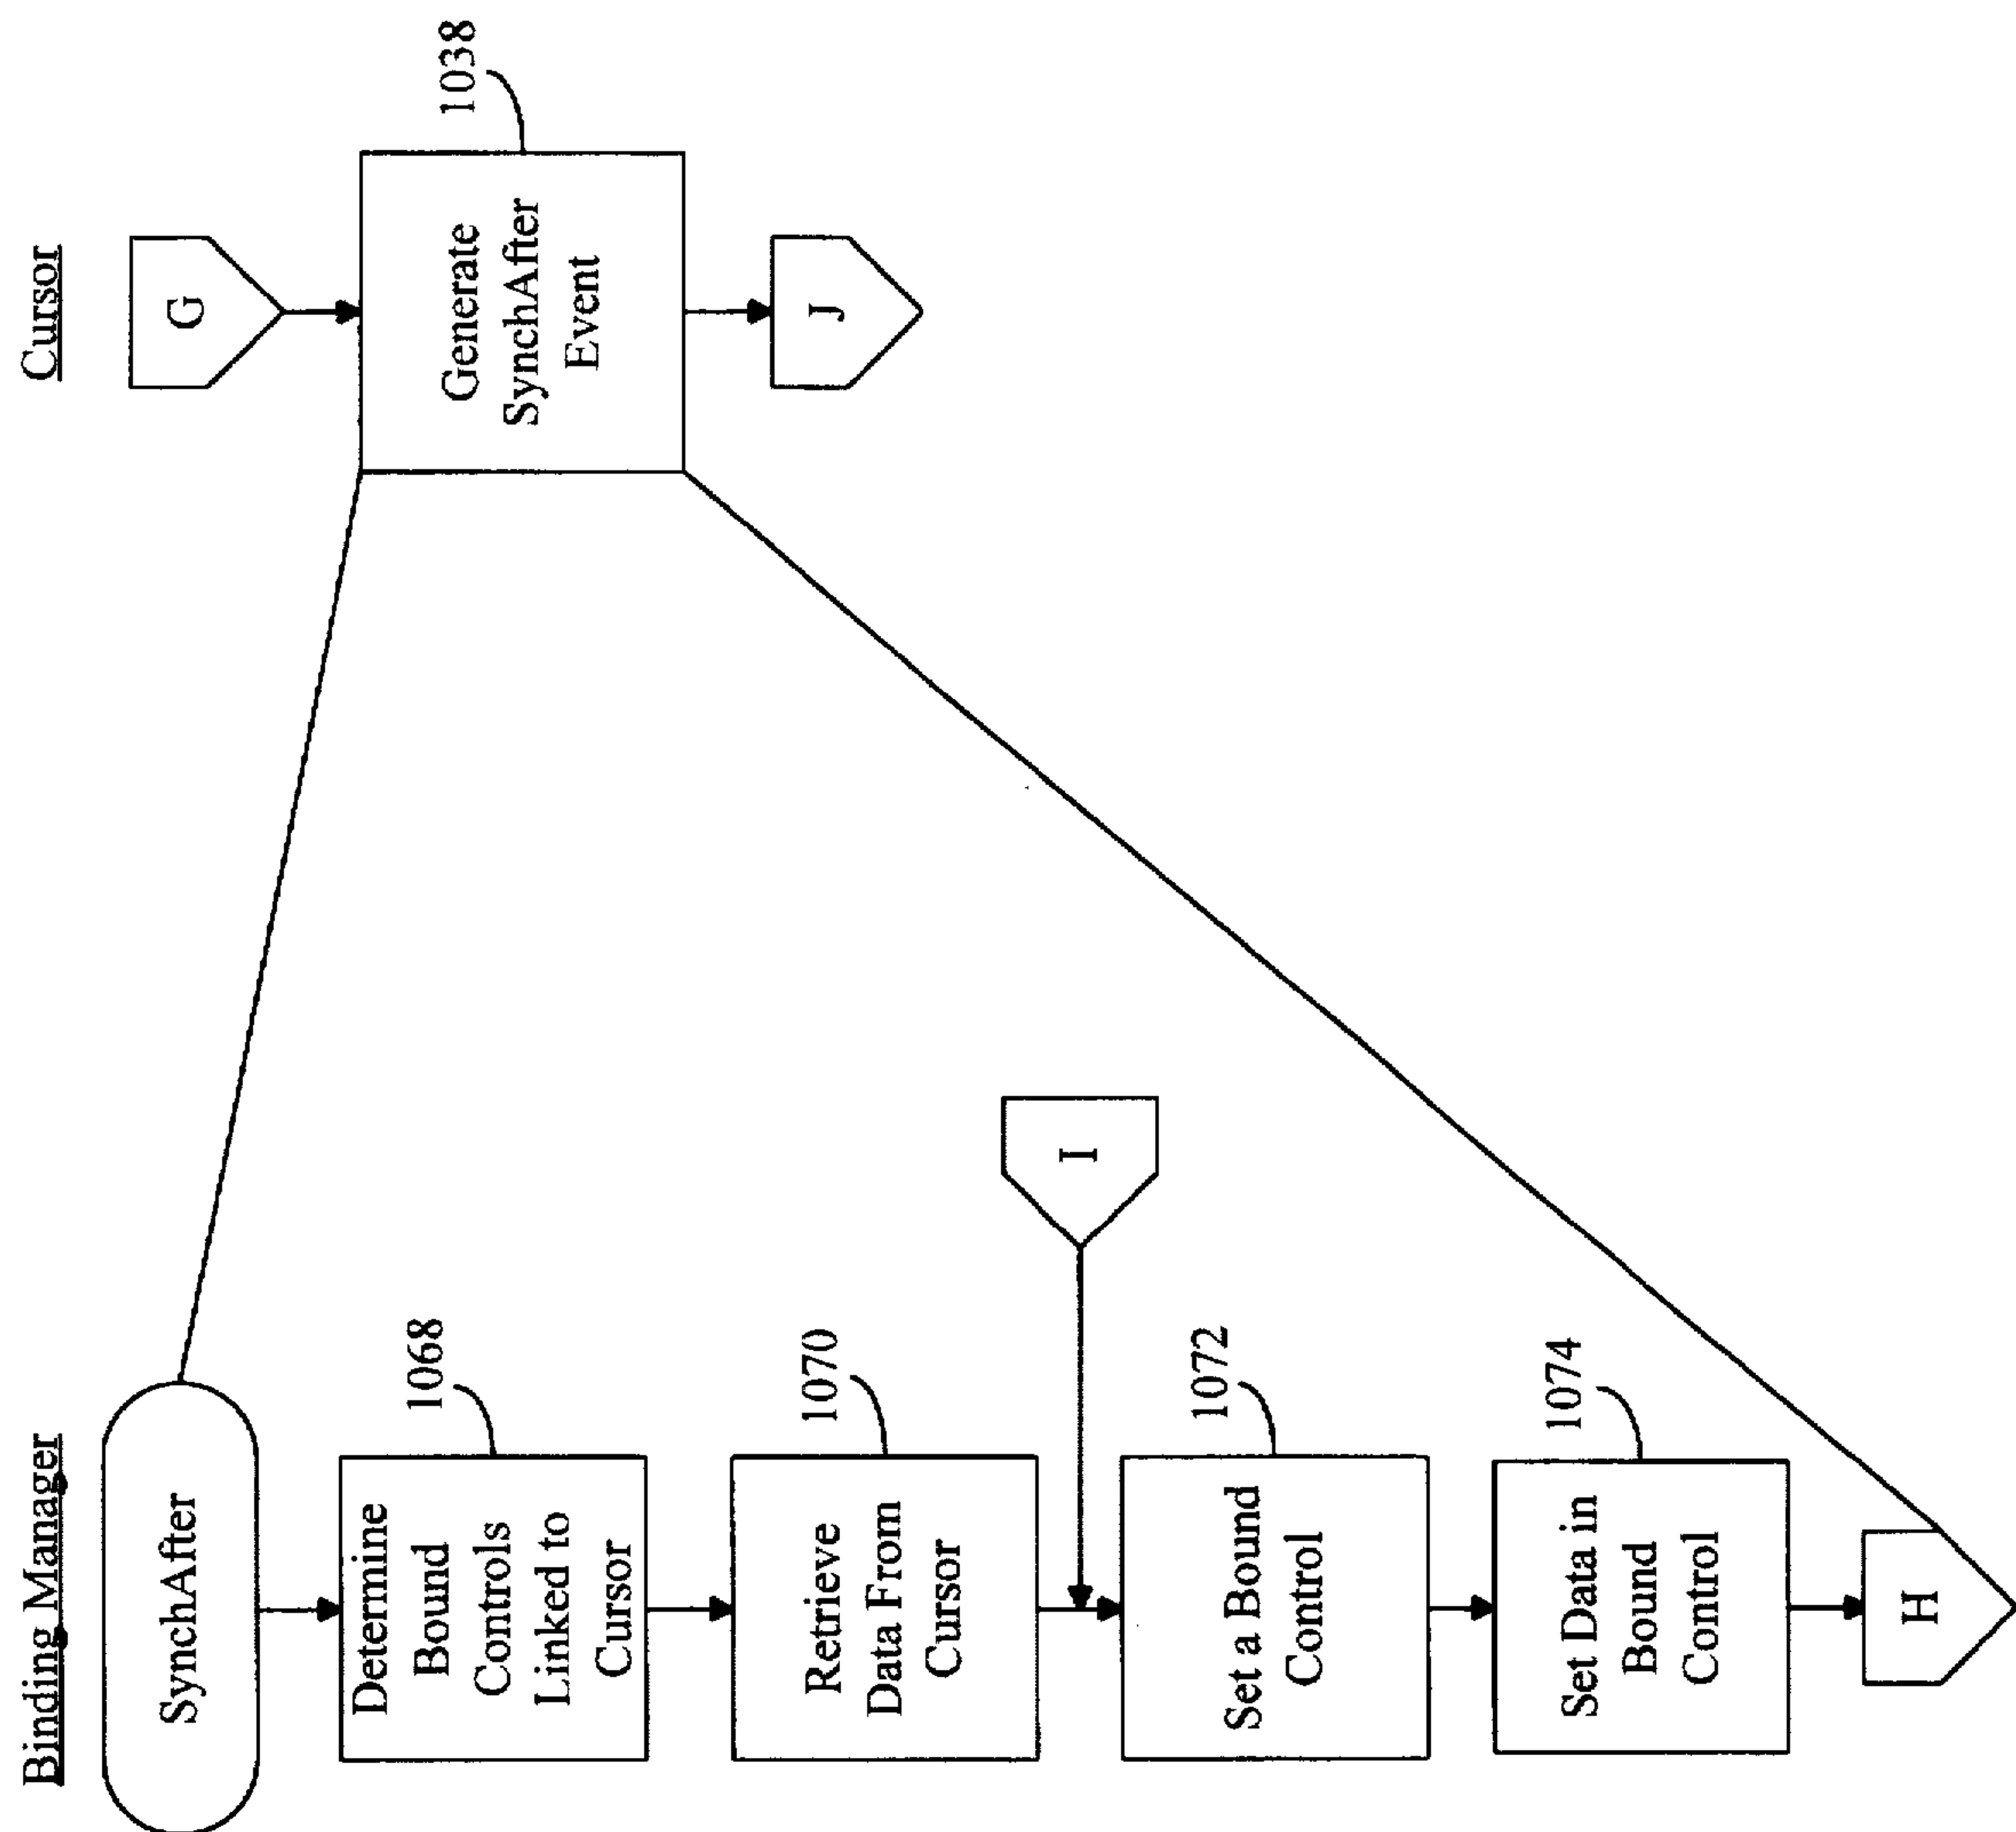 Binding Manager
SynchAfter
Determine
Bound
Controls
Linked to
Cursor
1068
Retrieve
Data From
Cursor
1070
I
Set a Bound
Control
1072
Set Data in
Bound
Control
1074
H
Cursor
G
Generate
SynchAfter
Event
1038
J